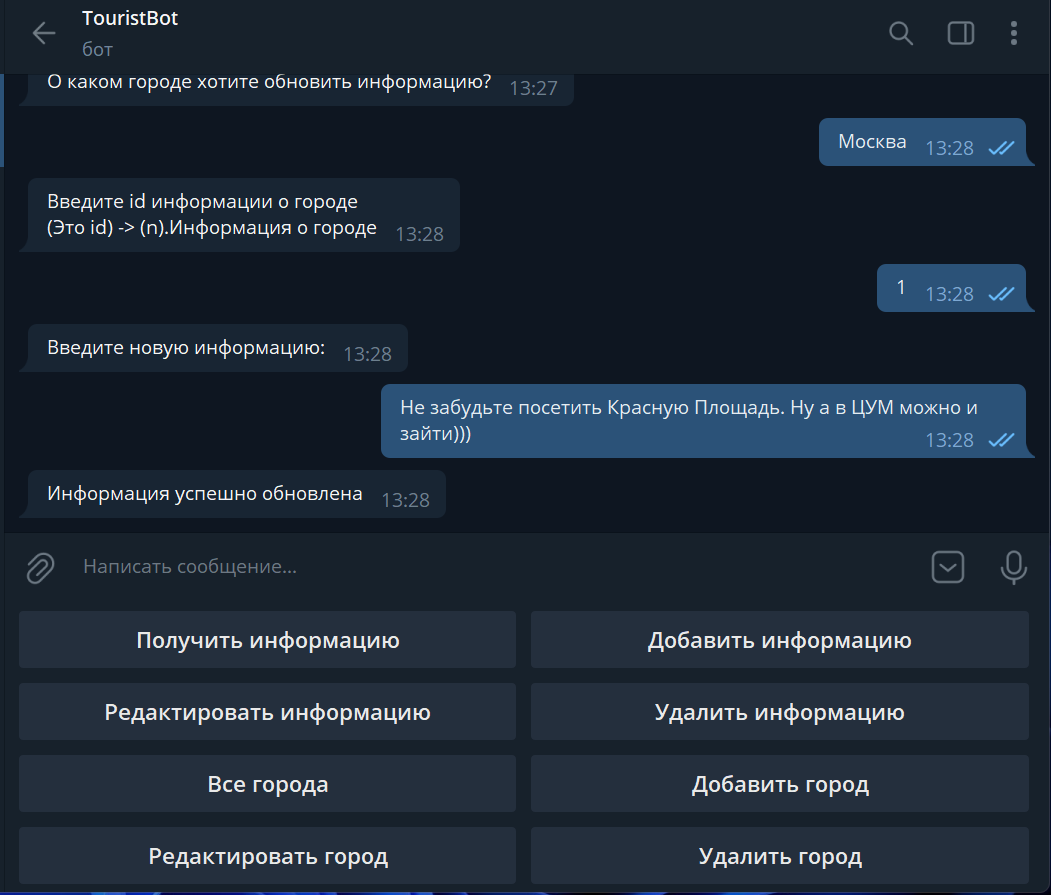 TouristBot
бот
О каком городе хотите обновить информацию? 13:27
Москва 13:28
Введите id информации о городе
(Это id) -> (n).Информация о городе 13:28
1 13:28
Введите новую информацию: 13:28
Не забудьте посетить Красную Площадь. Ну а в ЦУМ можно и
зайти))) 13:28
Информация успешно обновлена 13:28
Написать сообщение...
Получить информацию
Добавить информацию
Редактировать информацию
Удалить информацию
Все города
Добавить город
Редактировать город
Удалить город